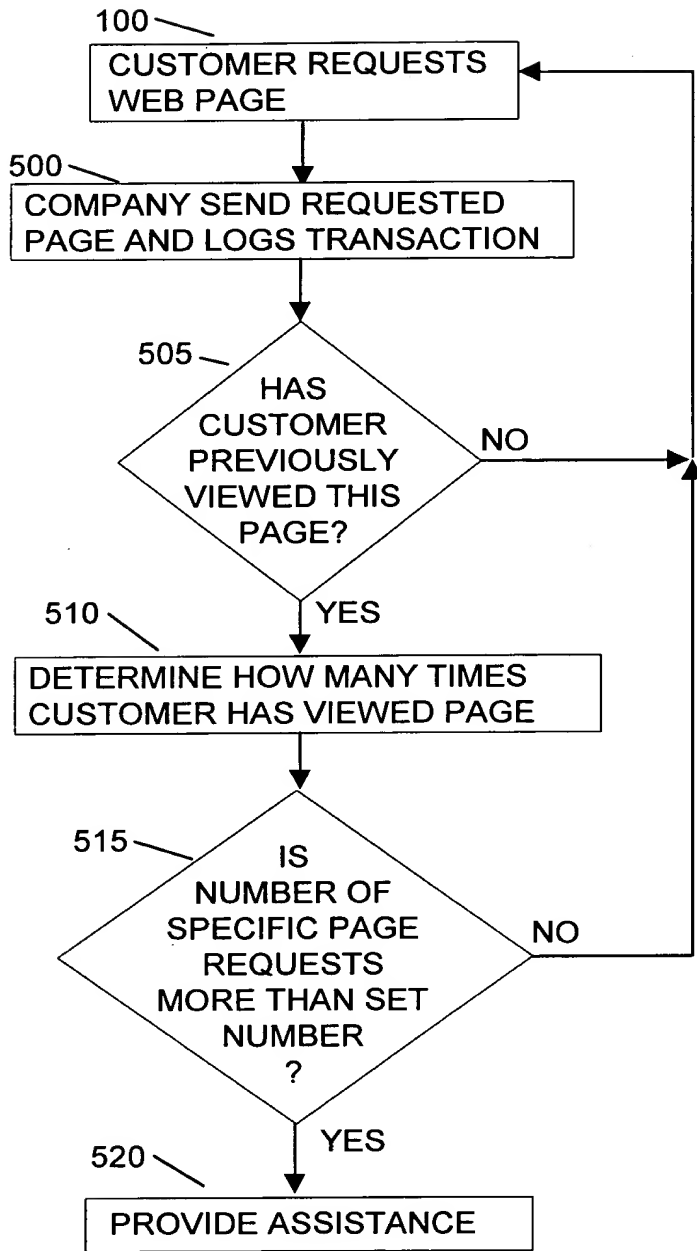 100
CUSTOMER REQUESTS
WEB PAGE
500
COMPANY SEND REQUESTED
PAGE AND LOGS TRANSACTION
505
HAS
CUSTOMER
PREVIOUSLY
VIEWED THIS
PAGE?
NO
YES
510
DETERMINE HOW MANY TIMES
CUSTOMER HAS VIEWED PAGE
515
IS
NUMBER OF
SPECIFIC PAGE
REQUESTS
MORE THAN SET
NUMBER
?
NO
YES
520
PROVIDE ASSISTANCE